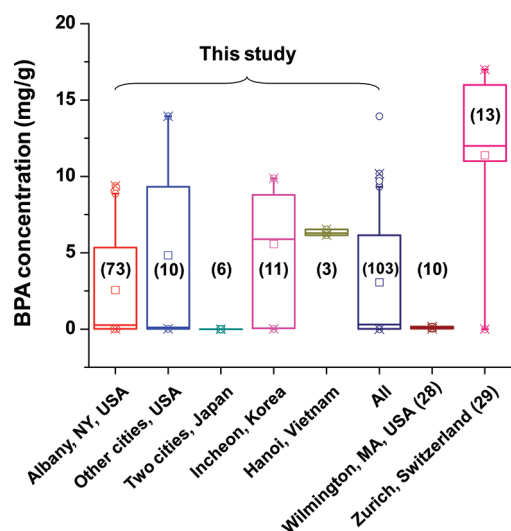 This study
BPA concentration (mg/g)
20
15
10
5
0
(73)
(10)
(6)
(11)
(3)
(103)
(10)
(13)
Albany, NY, USA
Other cities, USA
Two cities, Japan
Incheon, Korea
Hanoi, Vietnam
All
Wilmington, MA, USA (28)
Zurich, Switzerland (29)